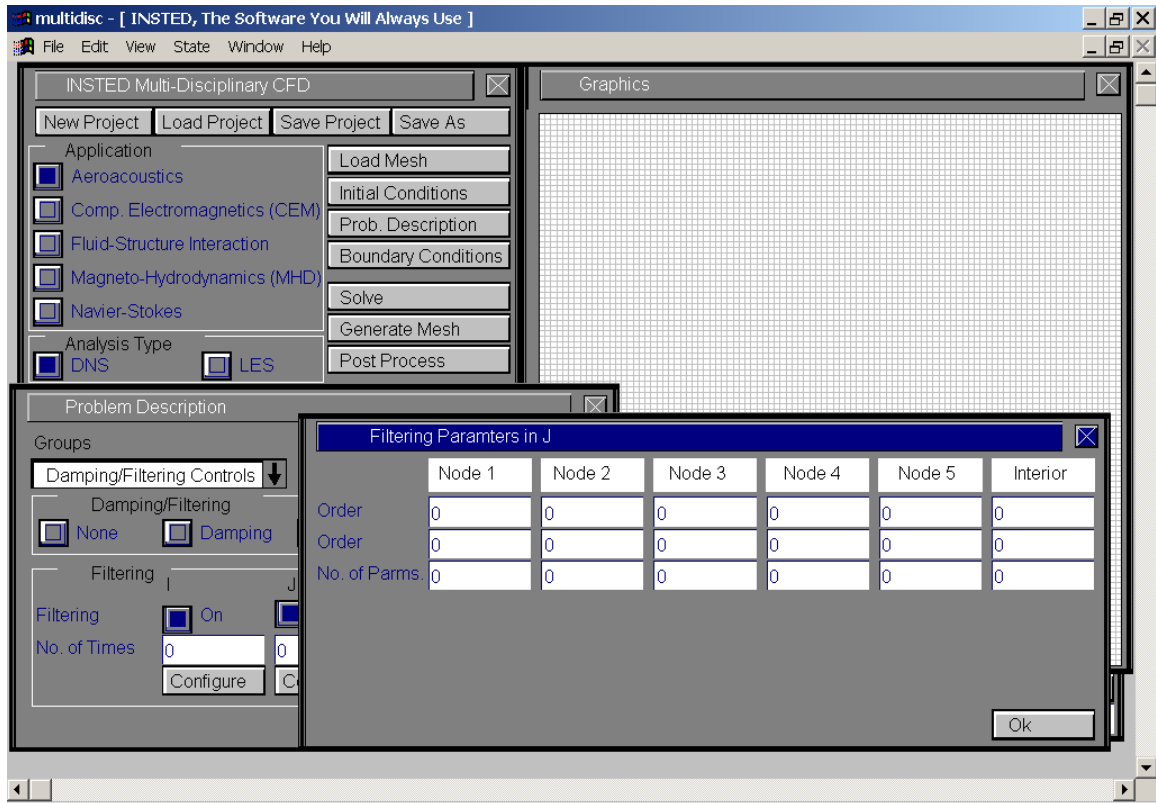 multidisc - [ INSTED, The Software You Will Always Use ]
File Edit View State Window Help
INSTED Multi-Disciplinary CFD
Graphics
New Project Load Project Save Project Save As
Application
Aeroacoustics
Comp. Electromagnetics (CEM)
Fluid-Structure Interaction
Magneto-Hydrodynamics (MHD)
Navier-Stokes
Analysis Type
DNS LES
Load Mesh
Initial Conditions
Prob. Description
Boundary Conditions
Solve
Generate Mesh
Post Process
Problem Description
Groups
Damping/Filtering Controls
Damping/Filtering
None Damping
Filtering
I J
Filtering On
No. of Times 0 0
Configure Co
Filtering Paramters in J
Node 1 Node 2 Node 3 Node 4 Node 5 Interior
Order 0 0 0 0 0 0
Order 0 0 0 0 0 0
No. of Parms. 0 0 0 0 0 0
Ok